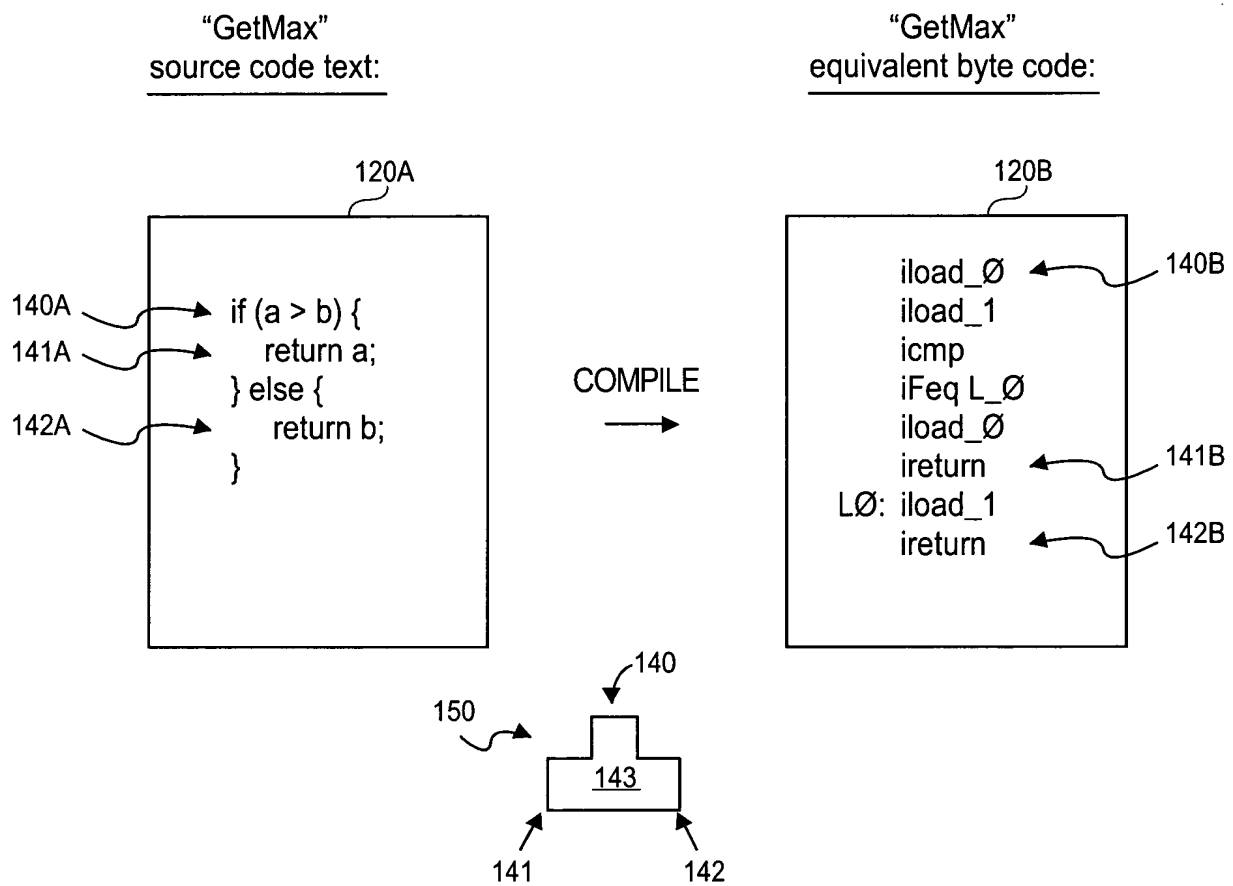 “GetMax”
source code text:
“GetMax”
equivalent byte code:
120A
120B
140A
if (a > b) {
141A
return a;
} else {
142A
return b;
}
COMPILE
iload_Ø
140B
iload_1
icmp
iFeq L_Ø
iload_Ø
ireturn
141B
LØ: iload_1
ireturn
142B
140
150
143
141
142